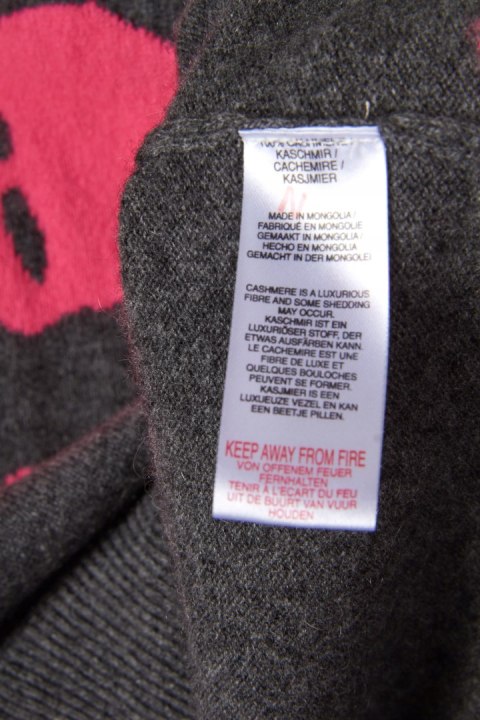 100% CASHMERE /
KASCHMIR /
CACHEMIRE /
KASJMIER
MADE IN MONGOLIA /
FABRIQUÉ EN MONGOLIE
GEMAAKT IN MONGOLIA /
HECHO EN MONGOLIA
GEMACHT IN DER MONGOLEI
CASHMERE IS A LUXURIOUS
FIBRE AND SOME SHEDDING
MAY OCCUR.
KASCHMIR IST EIN
LUXURIÖSER STOFF, DER
ETWAS AUSFÄRBEN KANN.
LE CACHEMIRE EST UNE
FIBRE DE LUXE ET
QUELQUES BOULOCHES
PEUVENT SE FORMER.
KASJMIER IS EEN
LUXUEUZE VEZEL EN KAN
EEN BEETJE PILLEN.
KEEP AWAY FROM FIRE
VON OFFENEM FEUER
FERNHALTEN
TENIR À L'ECART DU FEU
UIT DE BUURT VAN VUUR
HOUDEN